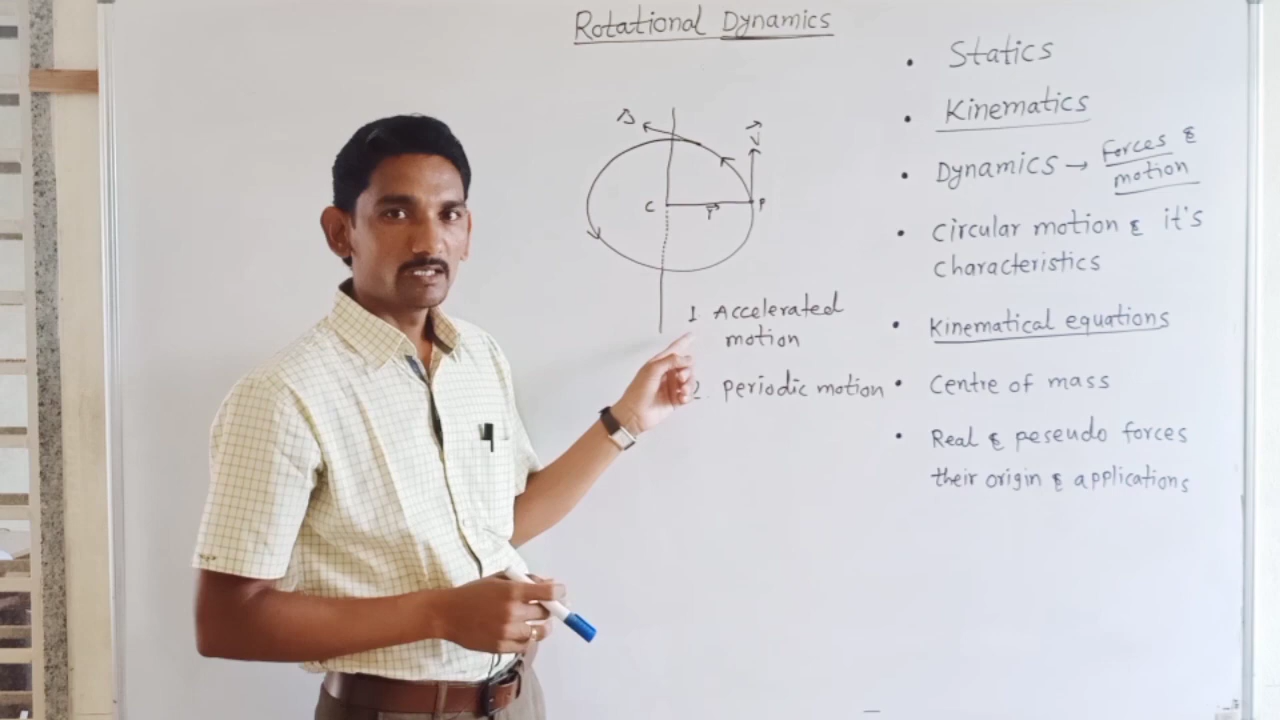 Rotational Dynamics
V
V
C
r
P
1 Accelerated
motion
2. periodic motion
• Statics
• Kinematics
• Dynamics → Forces &
motion
• Circular motion & it's
characteristics
• Kinematical equations
• Centre of mass
• Real & peseudo forces
their origin & applications